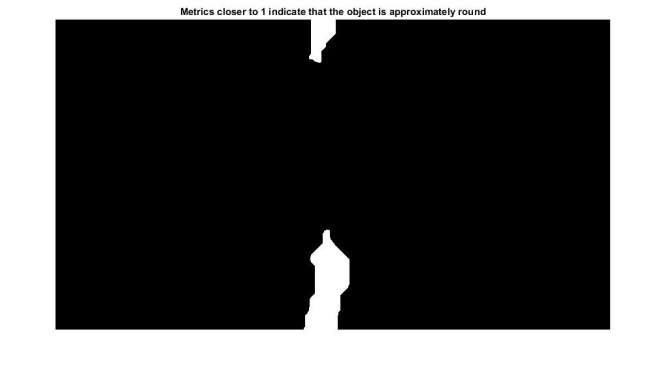 Metrics closer to 1 indicate that the object is approximately round